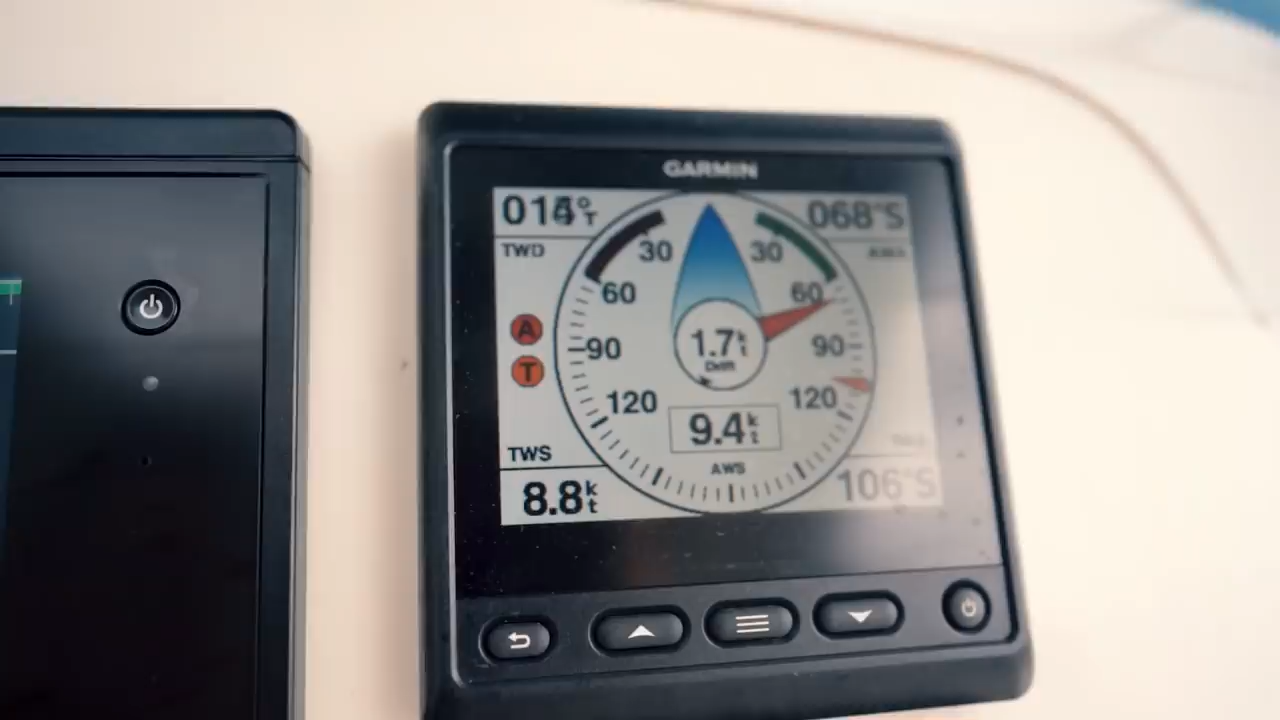 GARMIN
TWD
068°S
30 30
60 60
90 90
1.7kt
Drift
A
T
120 120
9.4kt
AWS
TWS
8.8kt
106°S